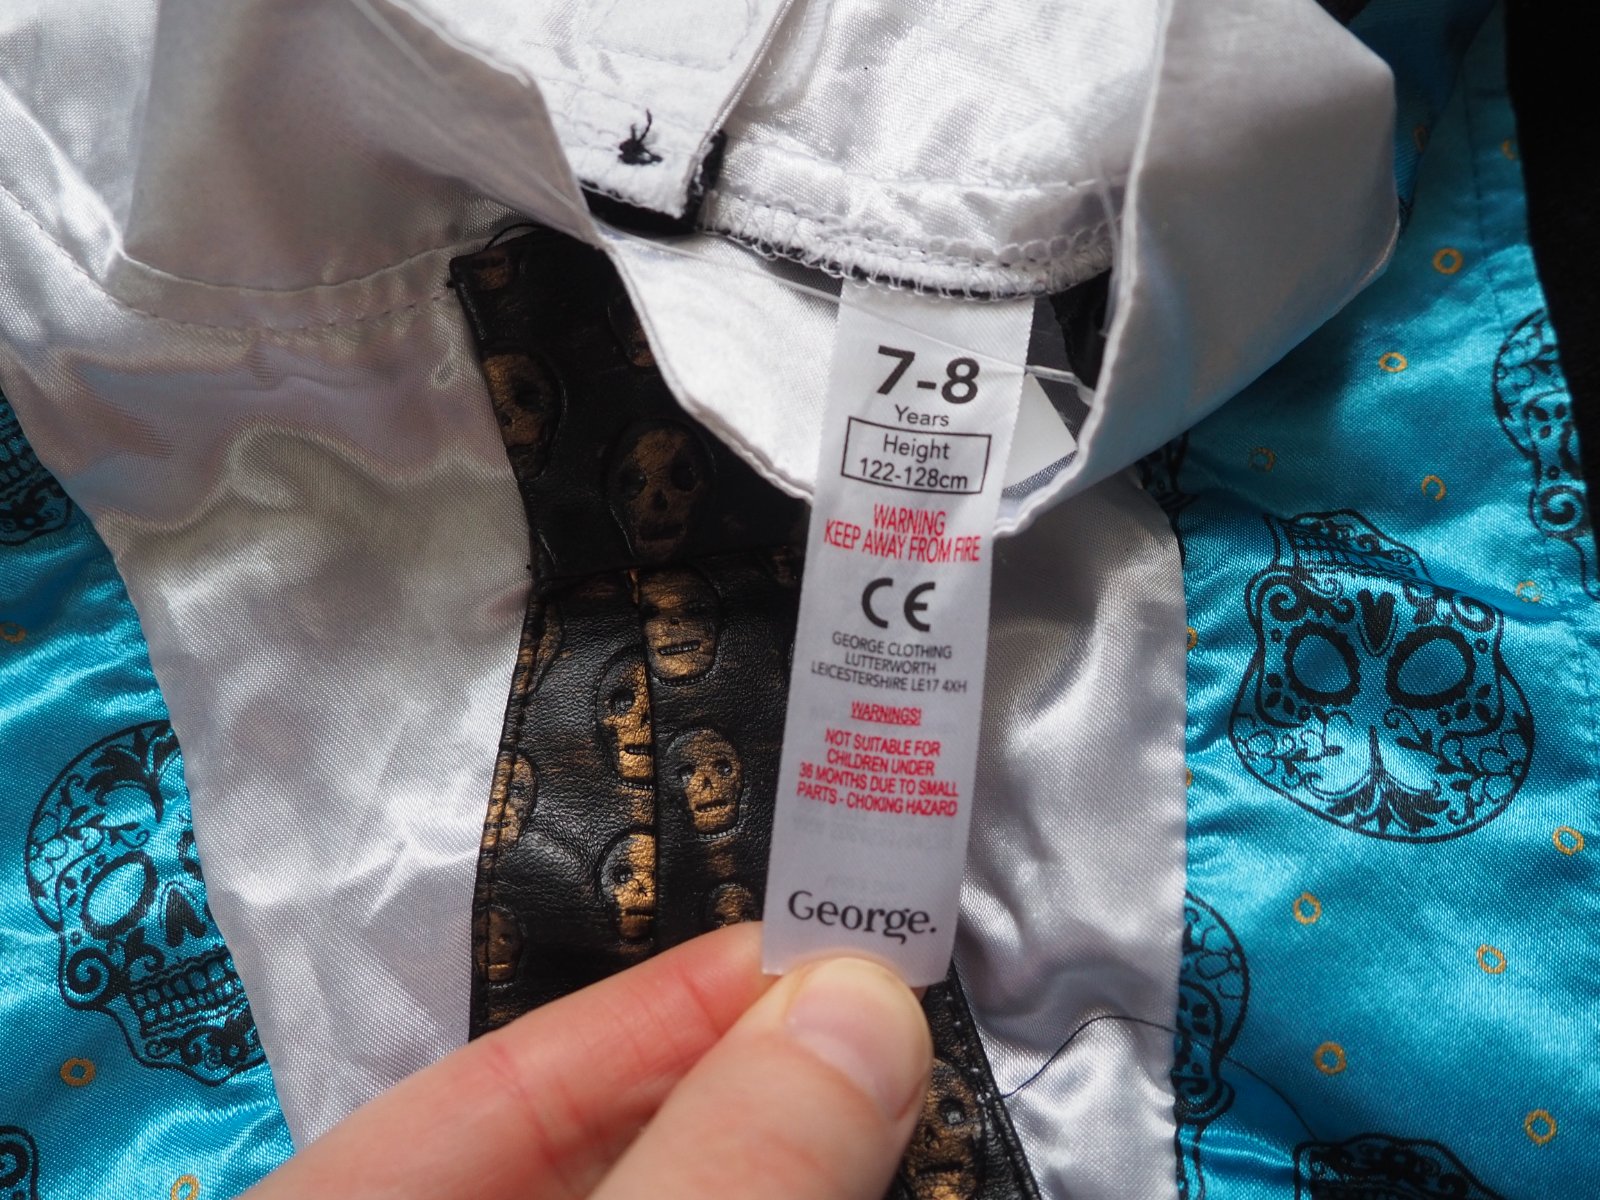 7-8
Years
Height
122-128cm
WARNING
KEEP AWAY FROM FIRE
CE
GEORGE CLOTHING
LUTTERWORTH
LEICESTERSHIRE LE17 4XH
WARNINGS!
NOT SUITABLE FOR
CHILDREN UNDER
36 MONTHS DUE TO SMALL
PARTS - CHOKING HAZARD
George.